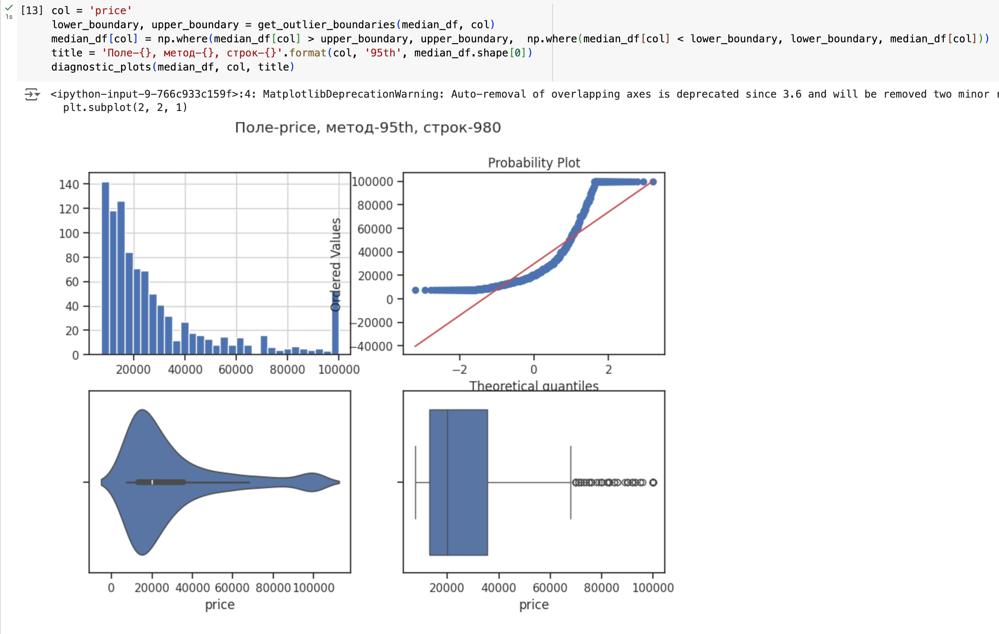 [13] col = 'price'
1s
lower_boundary, upper_boundary = get_outlier_boundaries(median_df, col)
median_df[col] = np.where(median_df[col] > upper_boundary, upper_boundary,  np.where(median_df[col] < lower_boundary, lower_boundary, median_df[col]))
title = 'Поле-{}, метод-{}, строк-{}'.format(col, '95th', median_df.shape[0])
diagnostic_plots(median_df, col, title)
<ipython-input-9-766c933c159f>:4: MatplotlibDeprecationWarning: Auto-removal of overlapping axes is deprecated since 3.6 and will be removed two minor r
plt.subplot(2, 2, 1)
Поле-price, метод-95th, строк-980
140
120
100
80
60
40
20
0
20000 40000 60000 80000 100000
Probability Plot
Ordered Values
100000
80000
60000
40000
20000
0
−20000
−40000
−2 0 2
Theoretical quantiles
0 20000 40000 60000 80000 100000
price
20000 40000 60000 80000 100000
price